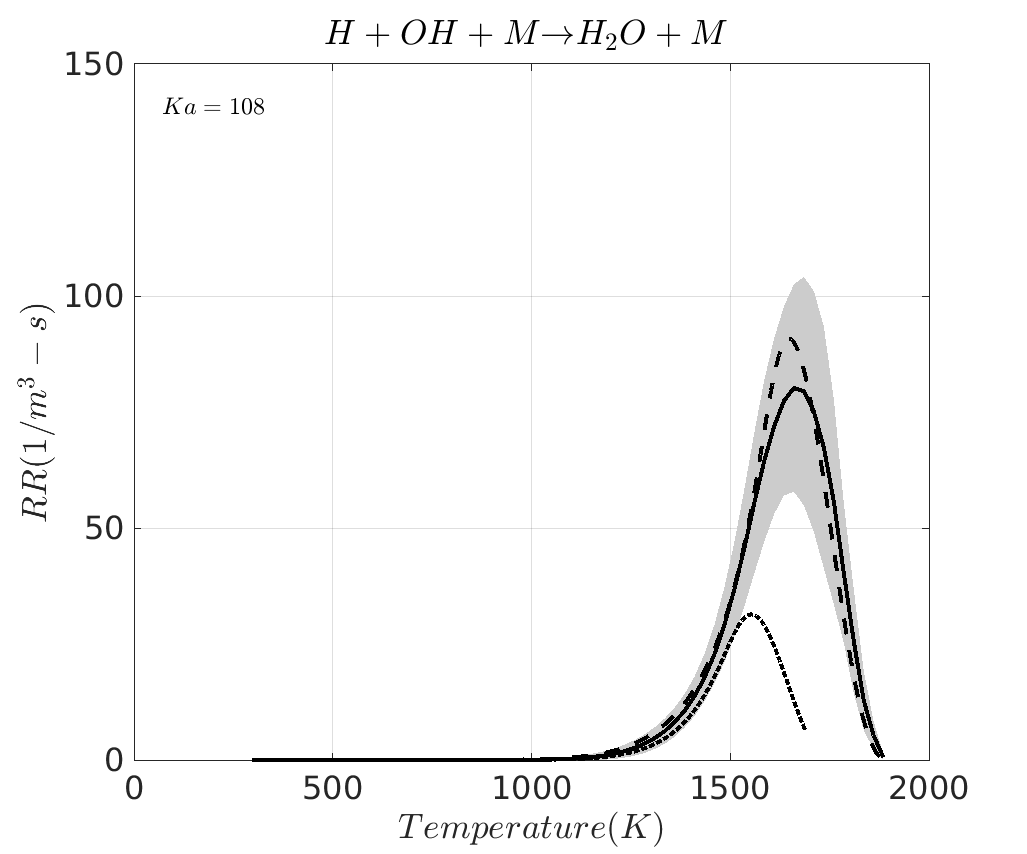 H + OH + M→H₂O + M
150
Ka = 108
100
50
0
0 500 1000 1500 2000
Temperature(K)
RR(1/m³ − s)